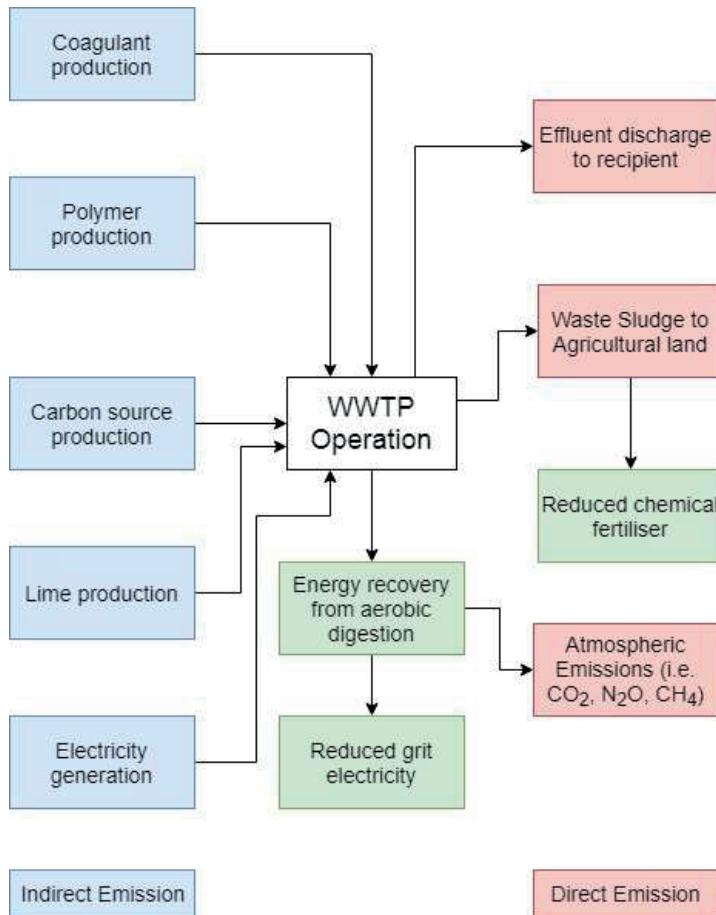 Coagulant
production
Effluent discharge
to recipient
Polymer
production
Waste Sludge to
Agricultural land
Carbon source
production
WWTP
Operation
Reduced chemical
fertiliser
Lime production
Energy recovery
from aerobic
digestion
Atmospheric
Emissions (i.e.
CO₂, N₂O, CH₄)
Electricity
generation
Reduced grit
electricity
Indirect Emission
Direct Emission